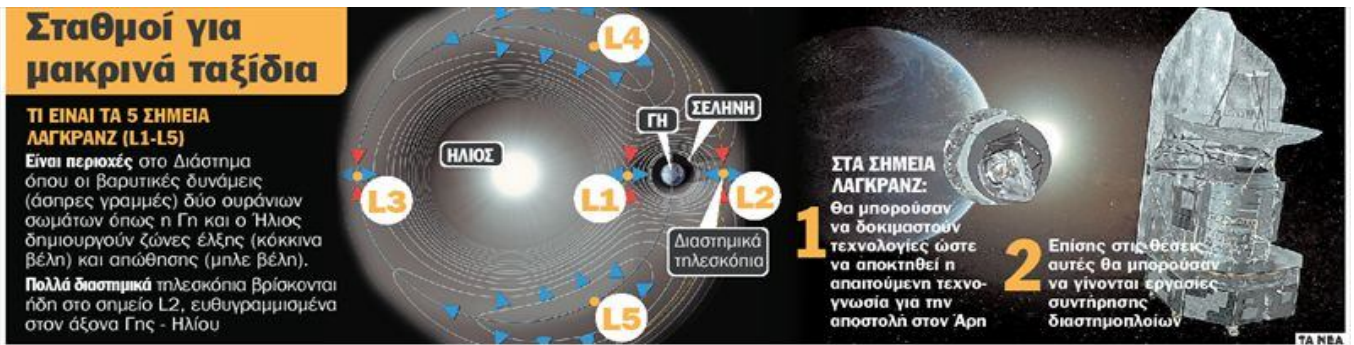 Σταθμοί για
μακρινά ταξίδια
ΤΙ ΕΙΝΑΙ ΤΑ 5 ΣΗΜΕΙΑ
ΛΑΓΚΡΑΝΖ (L1-L5)
Είναι περιοχές στο Διάστημα
όπου οι βαρυτικές δυνάμεις
(άσπρες γραμμές) δύο ουράνιων
σωμάτων όπως η Γη και ο Ήλιος
δημιουργούν ζώνες έλξης (κόκκινα
βέλη) και απώθησης (μπλε βέλη).
Πολλά διαστημικά τηλεσκόπια βρίσκονται
ήδη στο σημείο L2, ευθυγραμμισμένα
στον άξονα Γης - Ηλίου
L4
ΣΕΛΗΝΗ
ΓΗ
ΗΛΙΟΣ
L3
L1
L2
Διαστημικά
τηλεσκόπια
L5
ΣΤΑ ΣΗΜΕΙΑ
ΛΑΓΚΡΑΝΖ:
1
Θα μπορούσαν
να δοκιμαστούν
τεχνολογίες ώστε
να αποκτηθεί η
απαιτούμενη τεχνο-
γνωσία για την
αποστολή στον Άρη
2
Επίσης στις θέσεις
αυτές θα μπορούσαν
να γίνονται εργασίες
συντήρησης
διαστημοπλοίων
ΤΑ ΝΕΑ